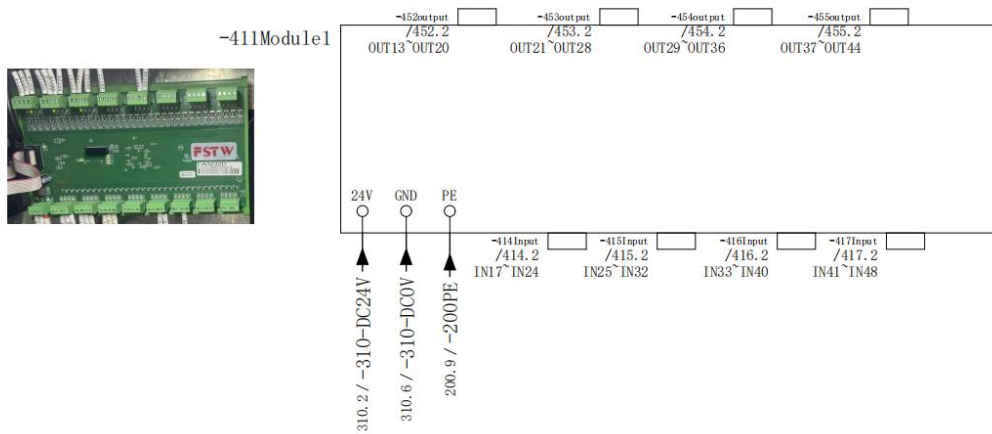 -411Module1
-452output
/452.2
OUT13~OUT20
-453output
/453.2
OUT21~OUT28
-454output
/454.2
OUT29~OUT36
-455output
/455.2
OUT37~OUT44
FSTW
24V
GND
PE
-414Input
/414.2
IN17~IN24
-415Input
/415.2
IN25~IN32
-416Input
/416.2
IN33~IN40
-417Input
/417.2
IN41~IN48
310.2 / -310-DC24V
310.6 / -310-DC0V
200.9 / -200PE